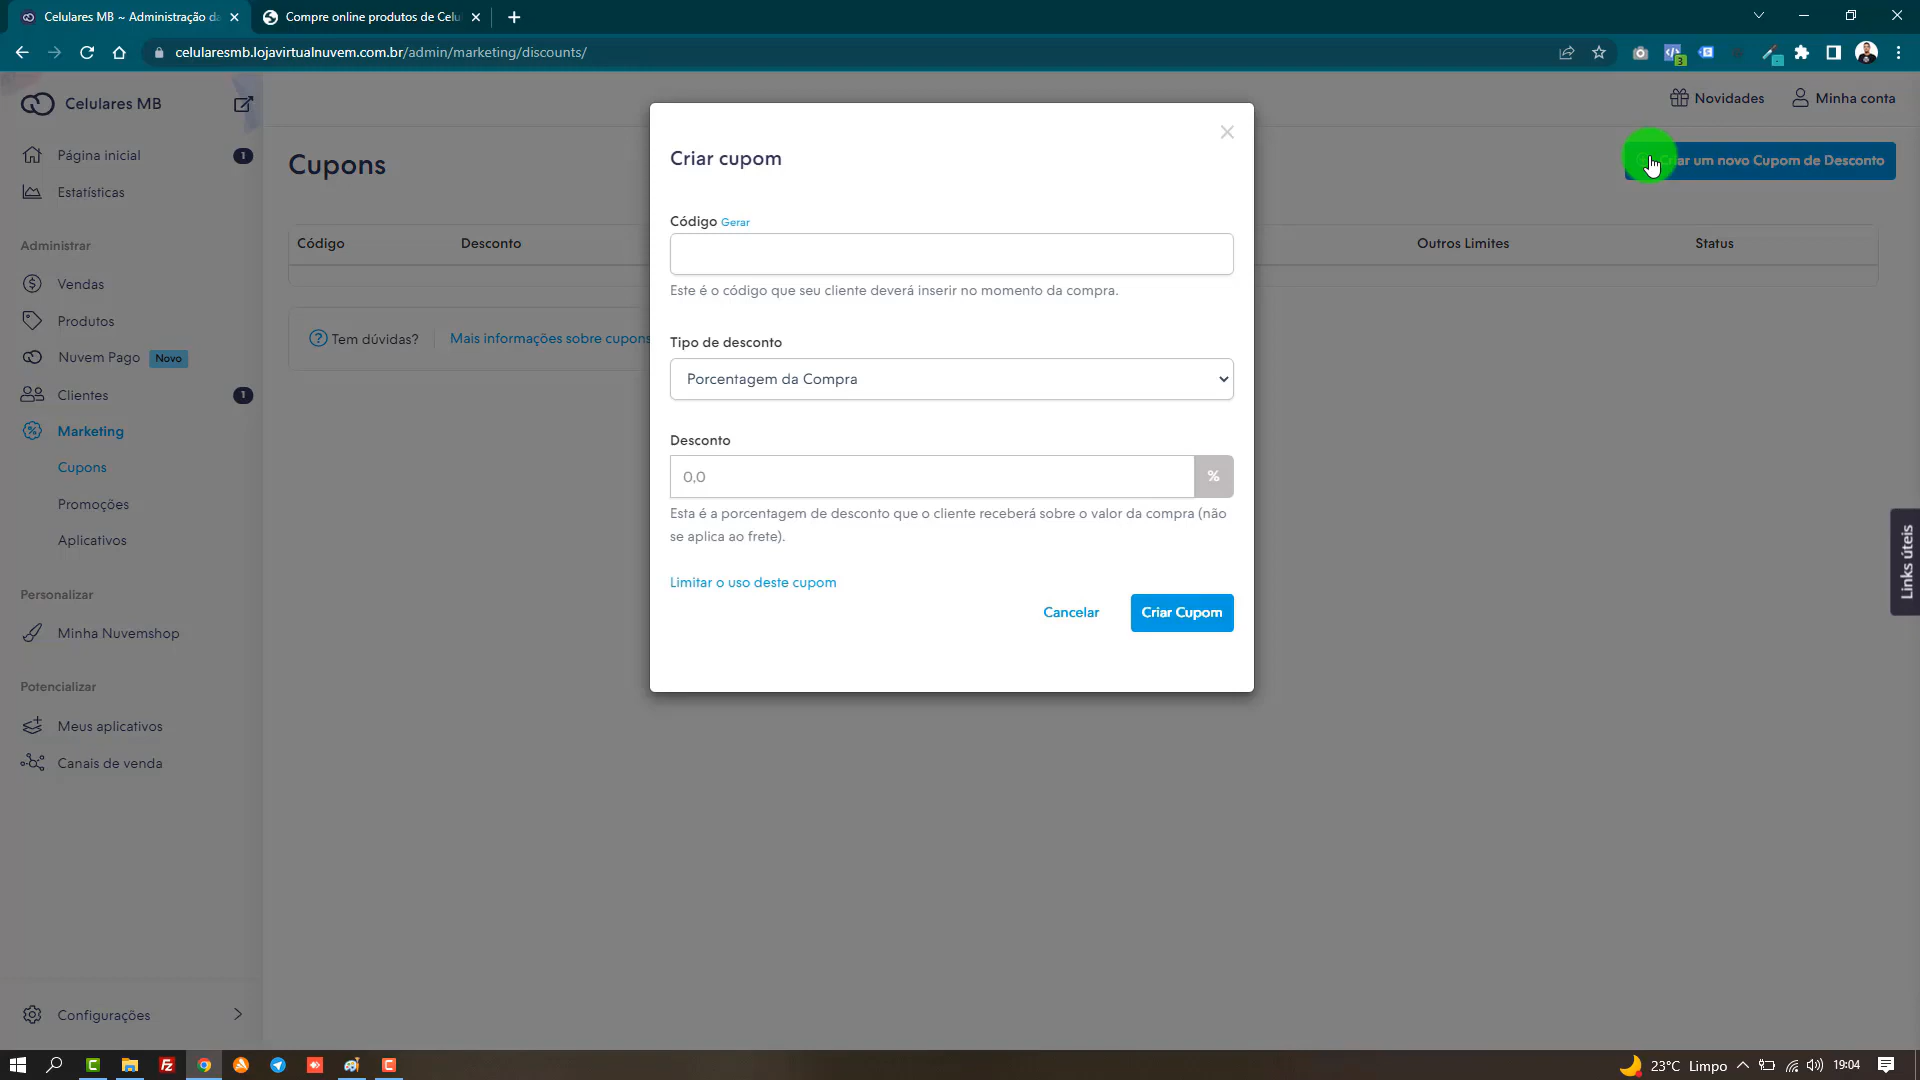 Celulares MB ~ Administração da
Compre online produtos de Celu
celularesmb.lojavirtualnuvem.com.br/admin/marketing/discounts/
3
Celulares MB
Novidades
Minha conta
Página inicial
1
Estatísticas
Administrar
Vendas
Produtos
Nuvem Pago
Novo
Clientes
1
Marketing
Cupons
Promoções
Aplicativos
Personalizar
Minha Nuvemshop
Potencializar
Meus aplicativos
Canais de venda
Configurações
Cupons
riar um novo Cupom de Desconto
Código
Desconto
Outros Limites
Status
Tem dúvidas?
Mais informações sobre cupons
Criar cupom
Código Gerar
Este é o código que seu cliente deverá inserir no momento da compra.
Tipo de desconto
Porcentagem da Compra
Desconto
0,0
%
Esta é a porcentagem de desconto que o cliente receberá sobre o valor da compra (não
se aplica ao frete).
Limitar o uso deste cupom
Cancelar
Criar Cupom
Links úteis
23°C Limpo
19:04